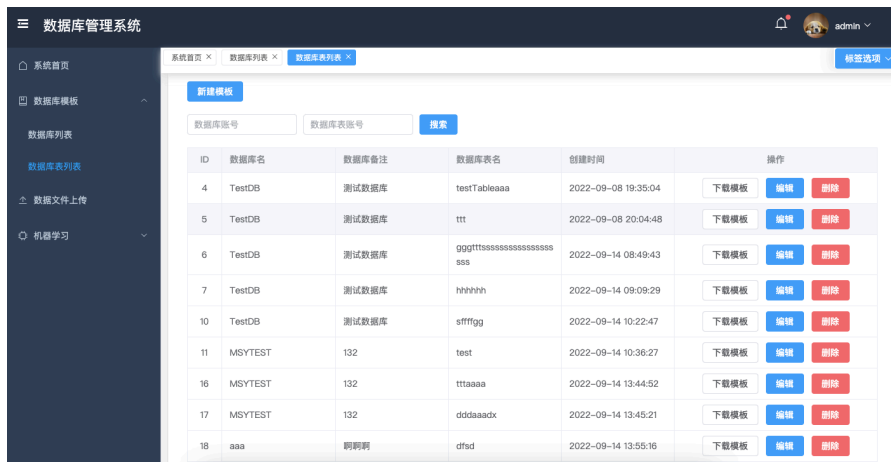 数据库管理系统
admin
系统首页
数据库模板
数据库列表
数据库表列表
数据文件上传
机器学习
系统首页 × 数据库列表 × 数据库表列表 × 标签选项
新建模板
数据库账号 数据库表账号 搜索
ID 数据库名 数据库备注 数据库表名 创建时间 操作
4 TestDB 测试数据库 testTableaaa 2022-09-08 19:35:04 下载模板 编辑 删除
5 TestDB 测试数据库 ttt 2022-09-08 20:04:48 下载模板 编辑 删除
6 TestDB 测试数据库 gggtttsssssssssssssssss 2022-09-14 08:49:43 下载模板 编辑 删除
sss
7 TestDB 测试数据库 hhhhhh 2022-09-14 09:09:29 下载模板 编辑 删除
10 TestDB 测试数据库 sffffgg 2022-09-14 10:22:47 下载模板 编辑 删除
11 MSYTEST 132 test 2022-09-14 10:36:27 下载模板 编辑 删除
16 MSYTEST 132 tttaaaa 2022-09-14 13:44:52 下载模板 编辑 删除
17 MSYTEST 132 dddaaadx 2022-09-14 13:45:21 下载模板 编辑 删除
18 aaa 啊啊啊 dfsd 2022-09-14 13:55:16 下载模板 编辑 删除